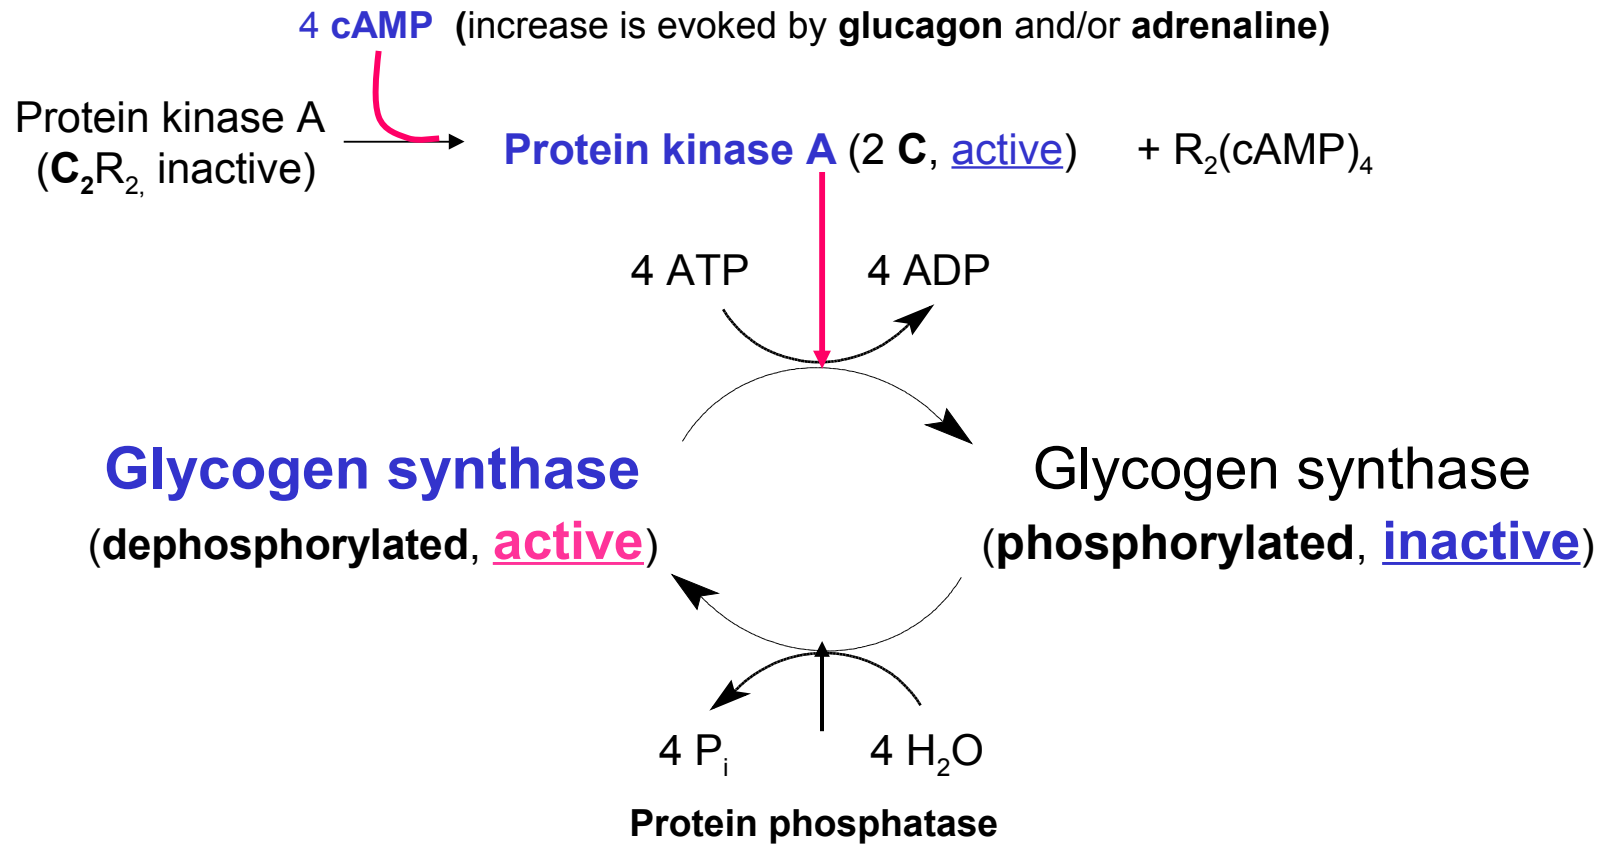 4 cAMP (increase is evoked by glucagon and/or adrenaline)
Protein kinase A
(C₂R₂, inactive)
Protein kinase A (2 C, active) + R₂(cAMP)₄
4 ATP 4 ADP
Glycogen synthase
(dephosphorylated, active)
Glycogen synthase
(phosphorylated, inactive)
4 Pᵢ 4 H₂O
Protein phosphatase